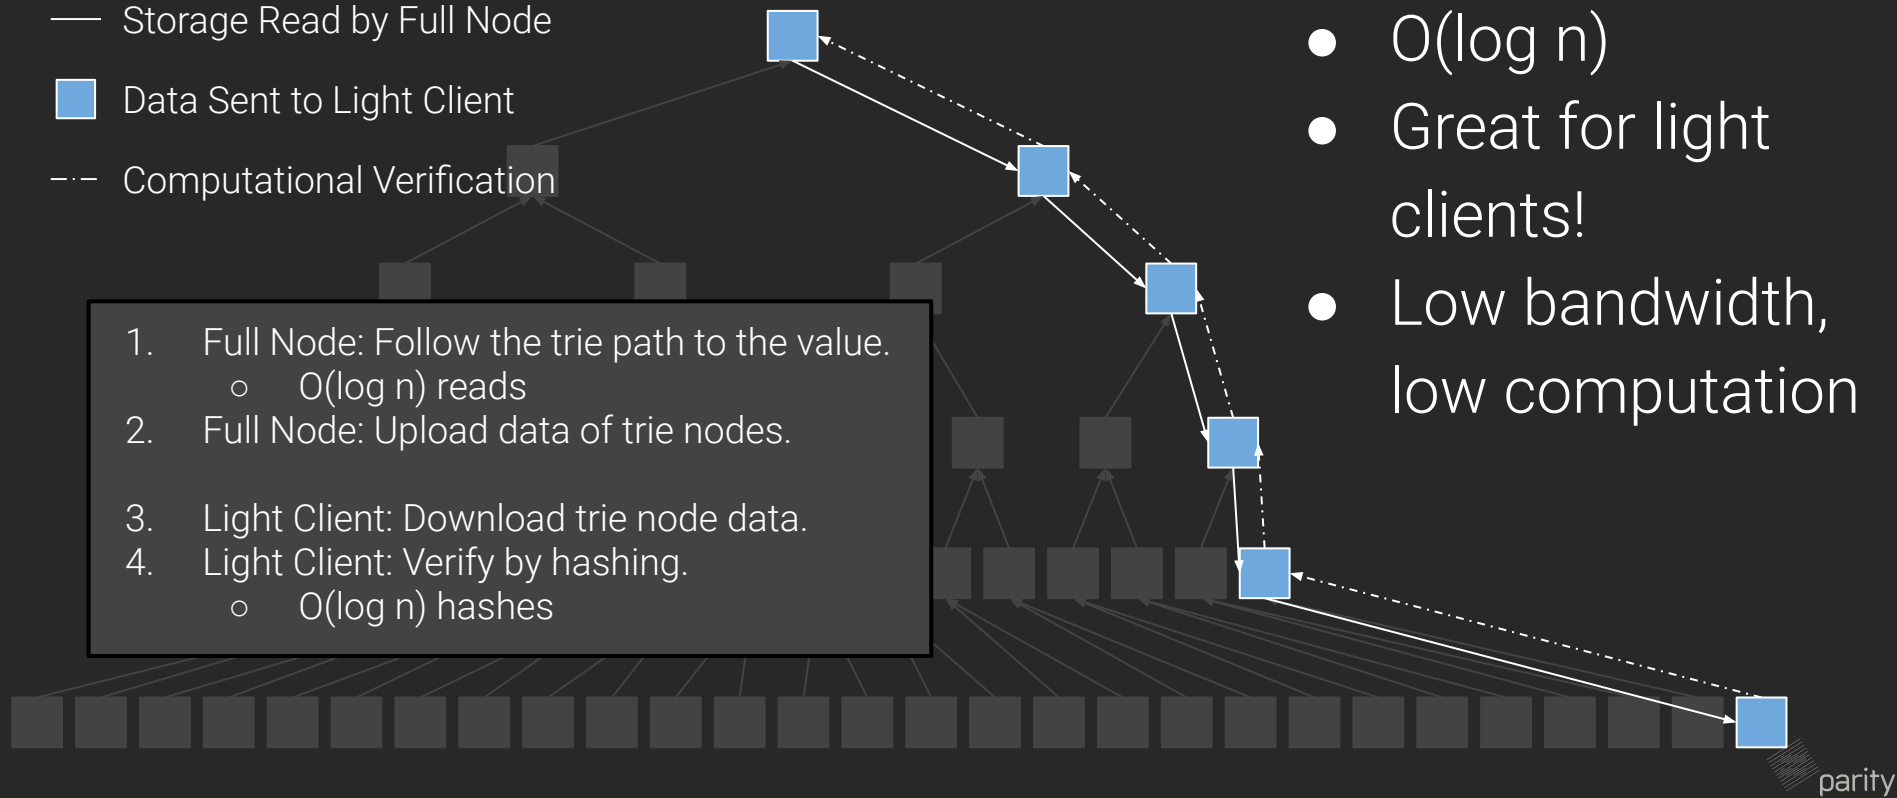 Storage Read by Full Node
Data Sent to Light Client
Computational Verification
● O(log n)
● Great for light
clients!
● Low bandwidth,
low computation
1. Full Node: Follow the trie path to the value.
○ O(log n) reads
2. Full Node: Upload data of trie nodes.
3. Light Client: Download trie node data.
4. Light Client: Verify by hashing.
○ O(log n) hashes
parity